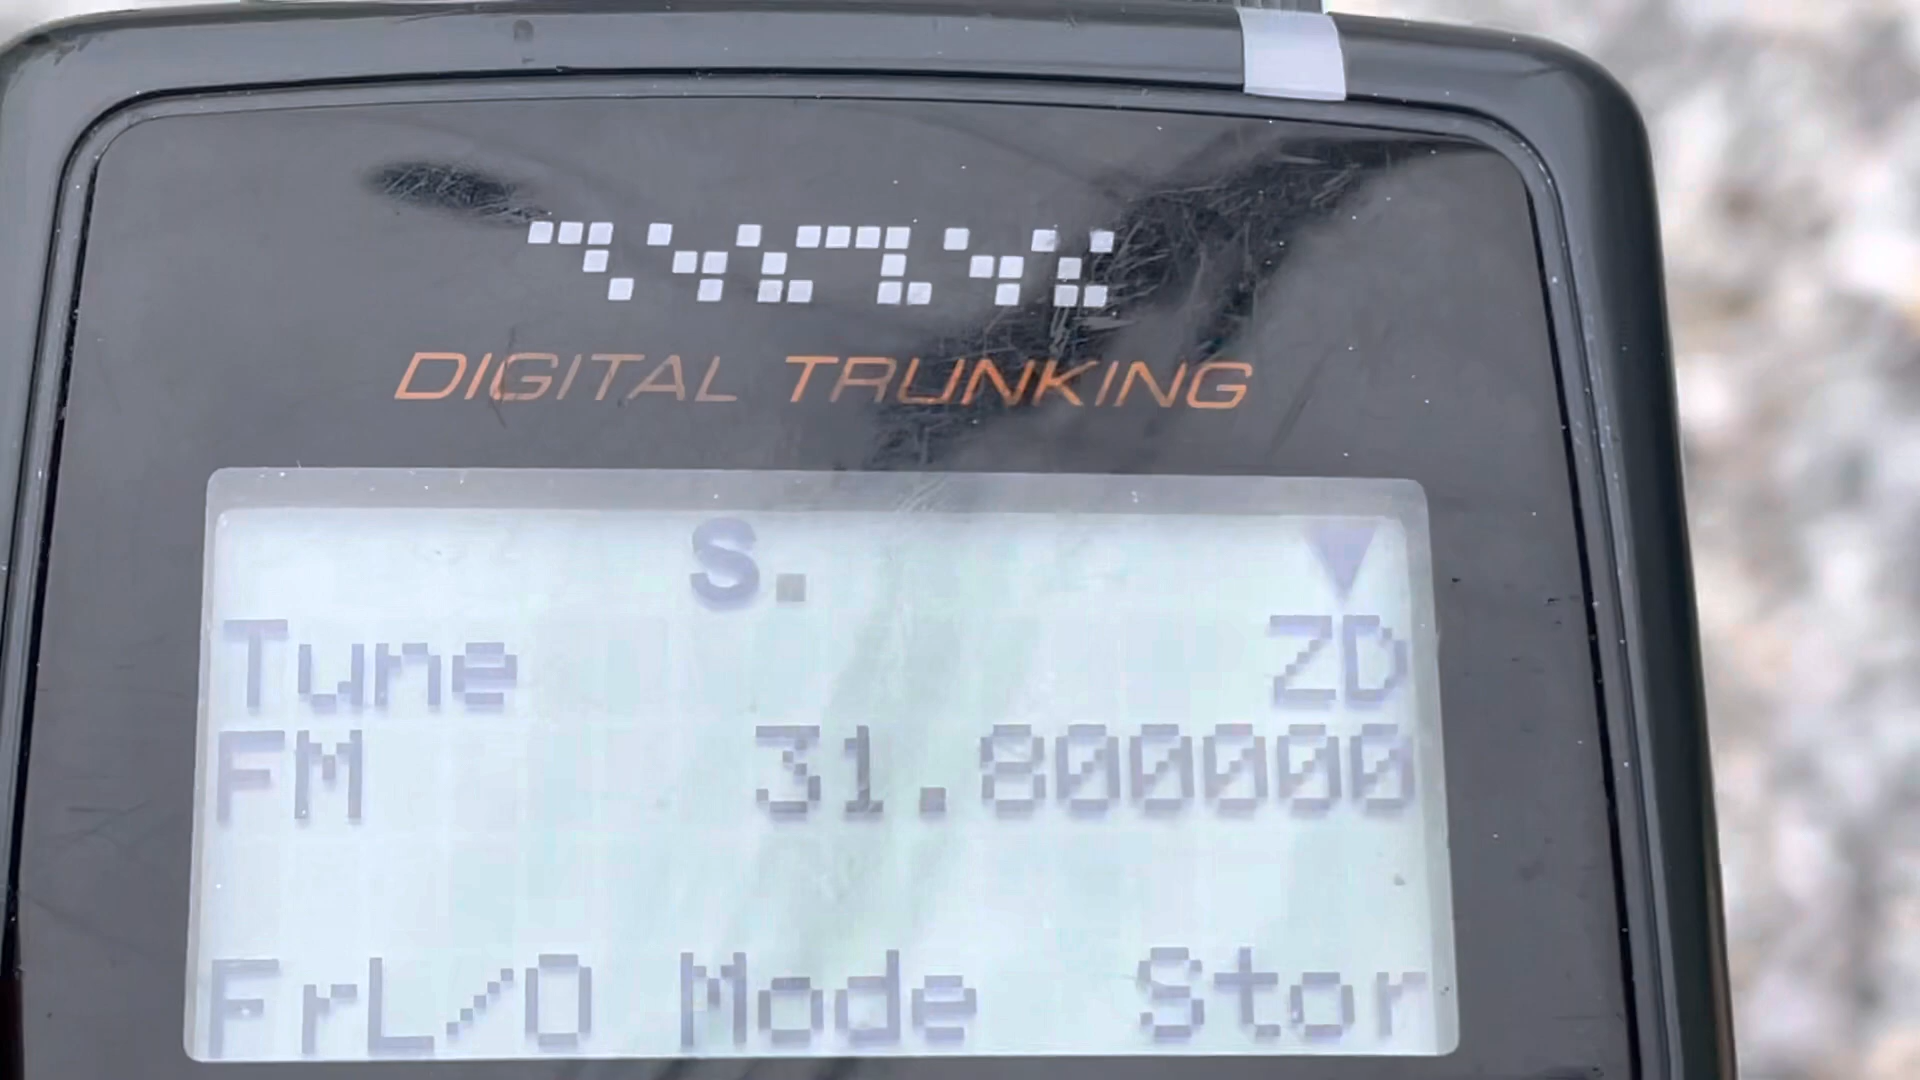 DIGITAL TRUNKING
S.
Tune ZD
FM 31.800000
FrL/O Mode Stor